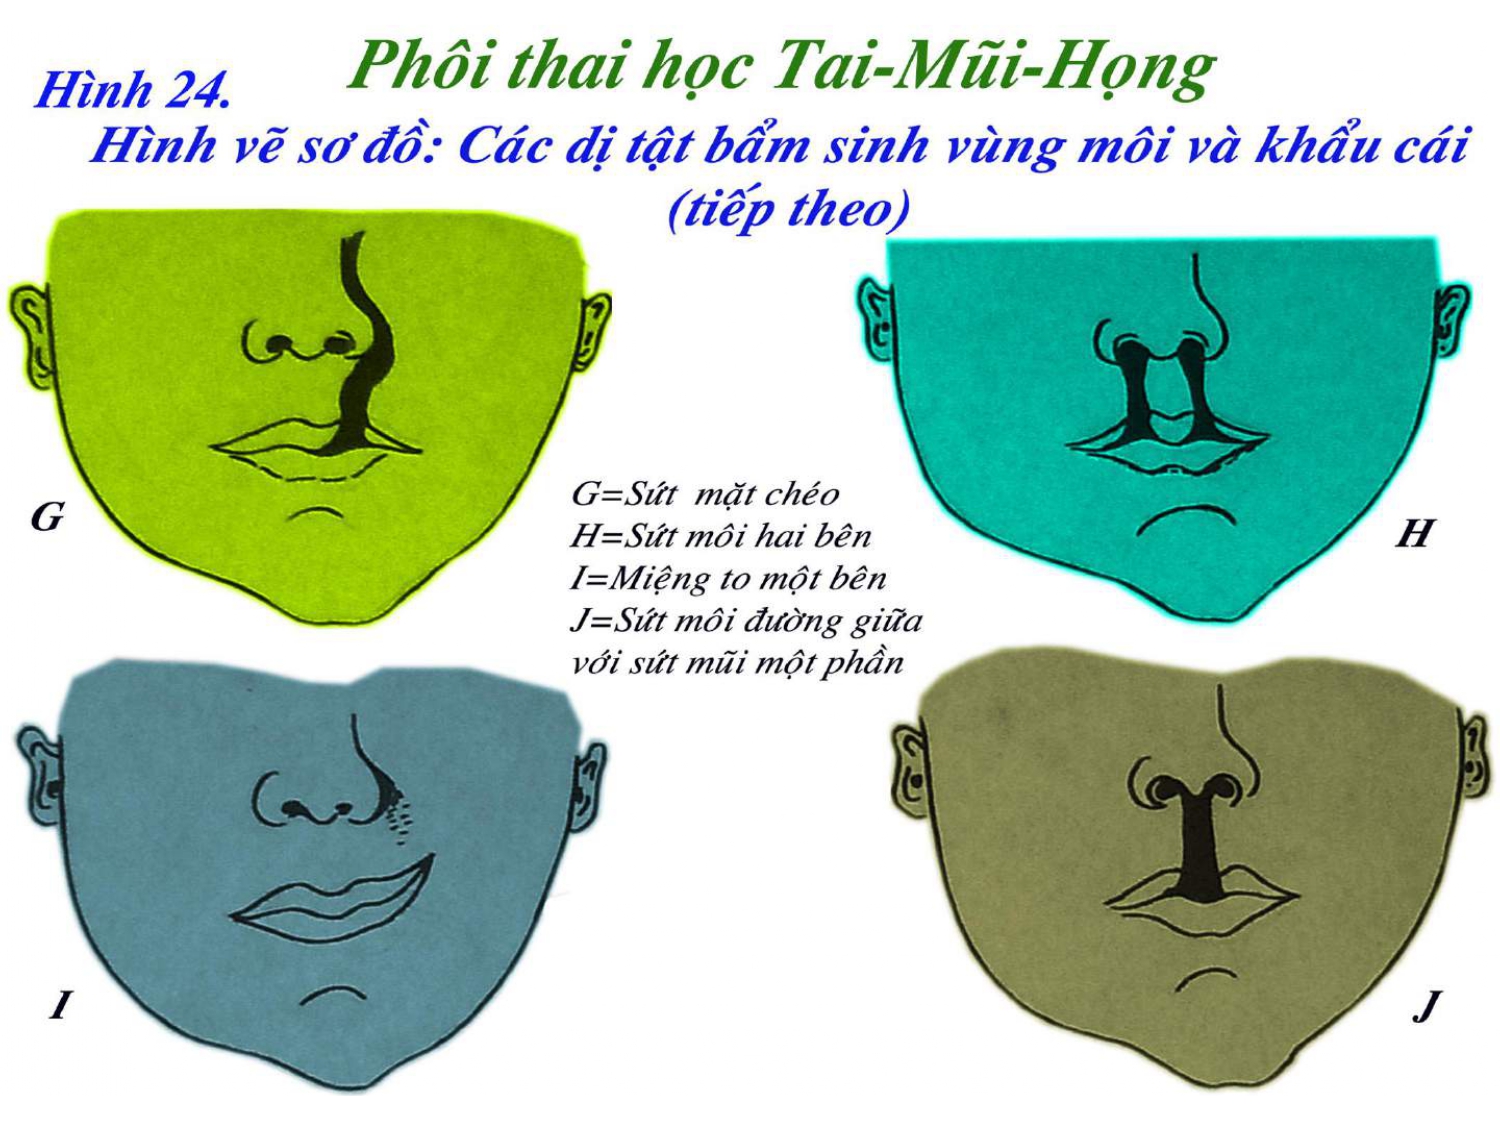 Phôi thai học Tai-Mũi-Họng
Hình 24.
Hình vẽ sơ đồ: Các dị tật bẩm sinh vùng môi và khẩu cái
(tiếp theo)
G
H
G=Sứt mặt chéo
H=Sứt môi hai bên
I=Miệng to một bên
J=Sứt môi đường giữa
với sứt mũi một phần
I
J